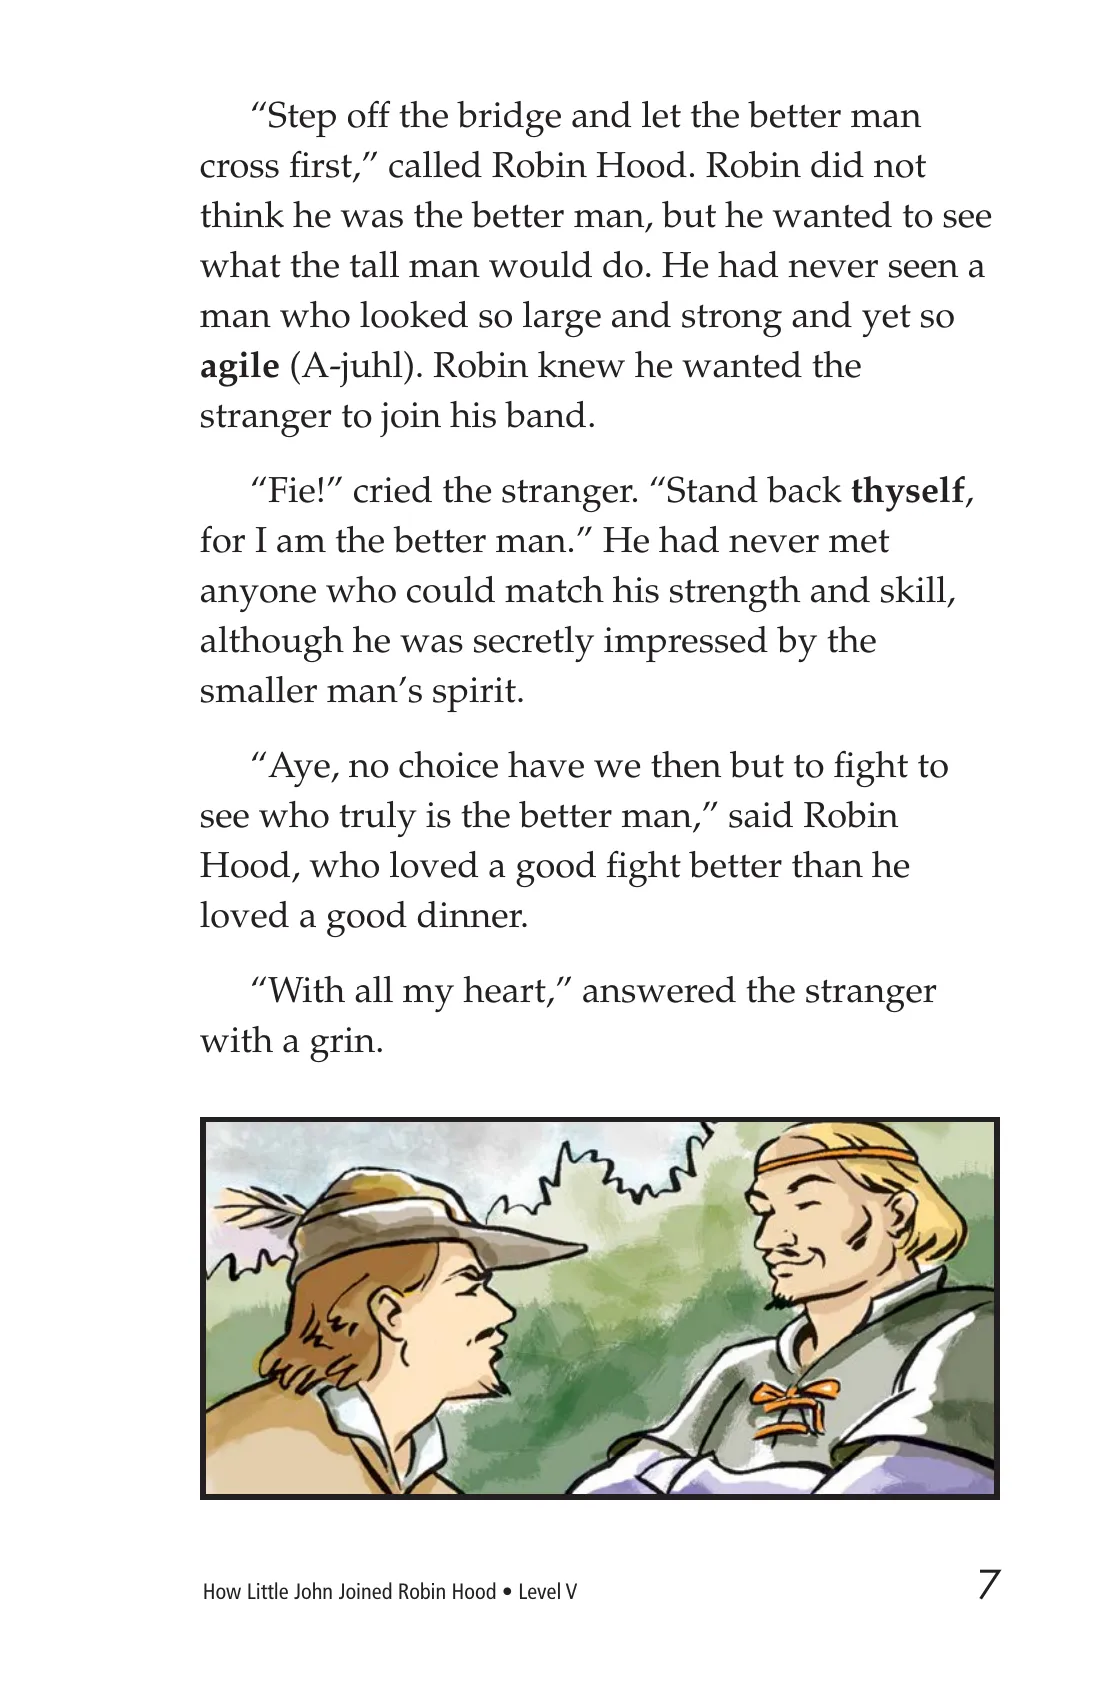 “Step off the bridge and let the better man
cross first,” called Robin Hood. Robin did not
think he was the better man, but he wanted to see
what the tall man would do. He had never seen a
man who looked so large and strong and yet so
agile (A-juhl). Robin knew he wanted the
stranger to join his band.
“Fie!” cried the stranger. “Stand back thyself,
for I am the better man.” He had never met
anyone who could match his strength and skill,
although he was secretly impressed by the
smaller man’s spirit.
“Aye, no choice have we then but to fight to
see who truly is the better man,” said Robin
Hood, who loved a good fight better than he
loved a good dinner.
“With all my heart,” answered the stranger
with a grin.
How Little John Joined Robin Hood • Level V
7